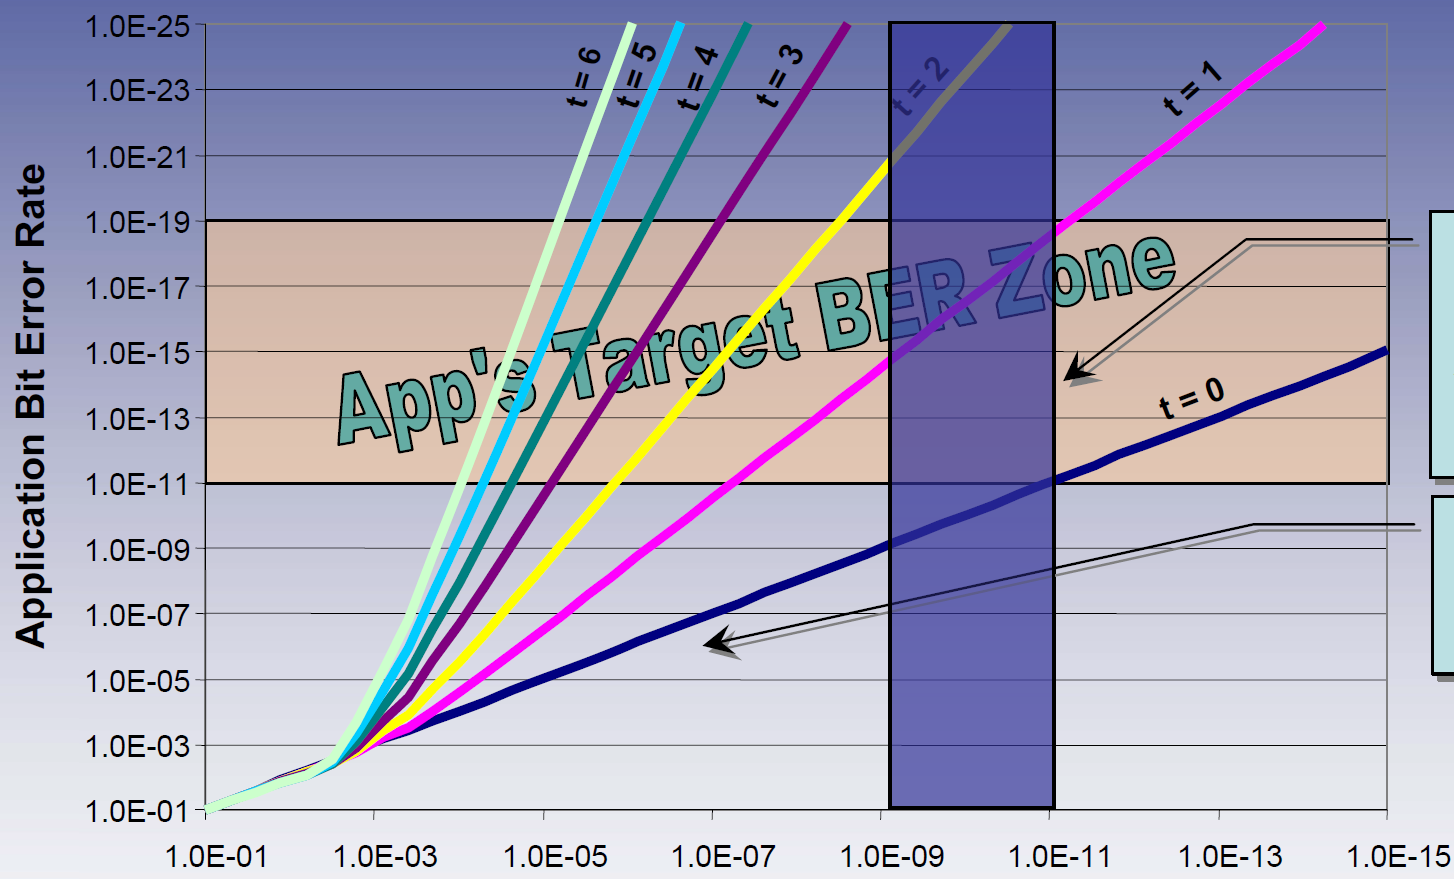 Application Bit Error Rate
1.0E-25
1.0E-23
1.0E-21
1.0E-19
1.0E-17
1.0E-15
1.0E-13
1.0E-11
1.0E-09
1.0E-07
1.0E-05
1.0E-03
1.0E-01
t = 6
t = 5
t = 4
t = 3
t = 2
t = 1
App's Target BER Zone
t = 0
1.0E-01
1.0E-03
1.0E-05
1.0E-07
1.0E-09
1.0E-11
1.0E-13
1.0E-15